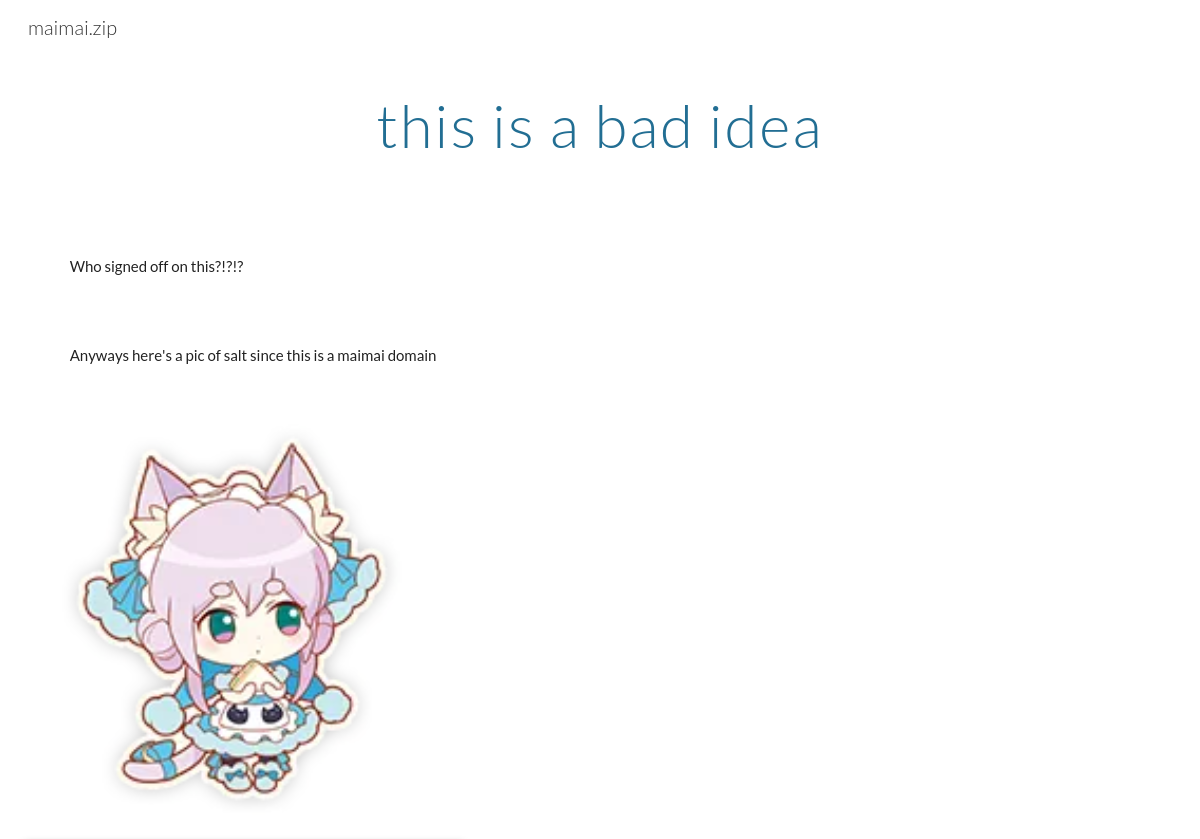 maimai.zip
this is a bad idea
Who signed off on this?!?!?
Anyways here's a pic of salt since this is a maimai domain